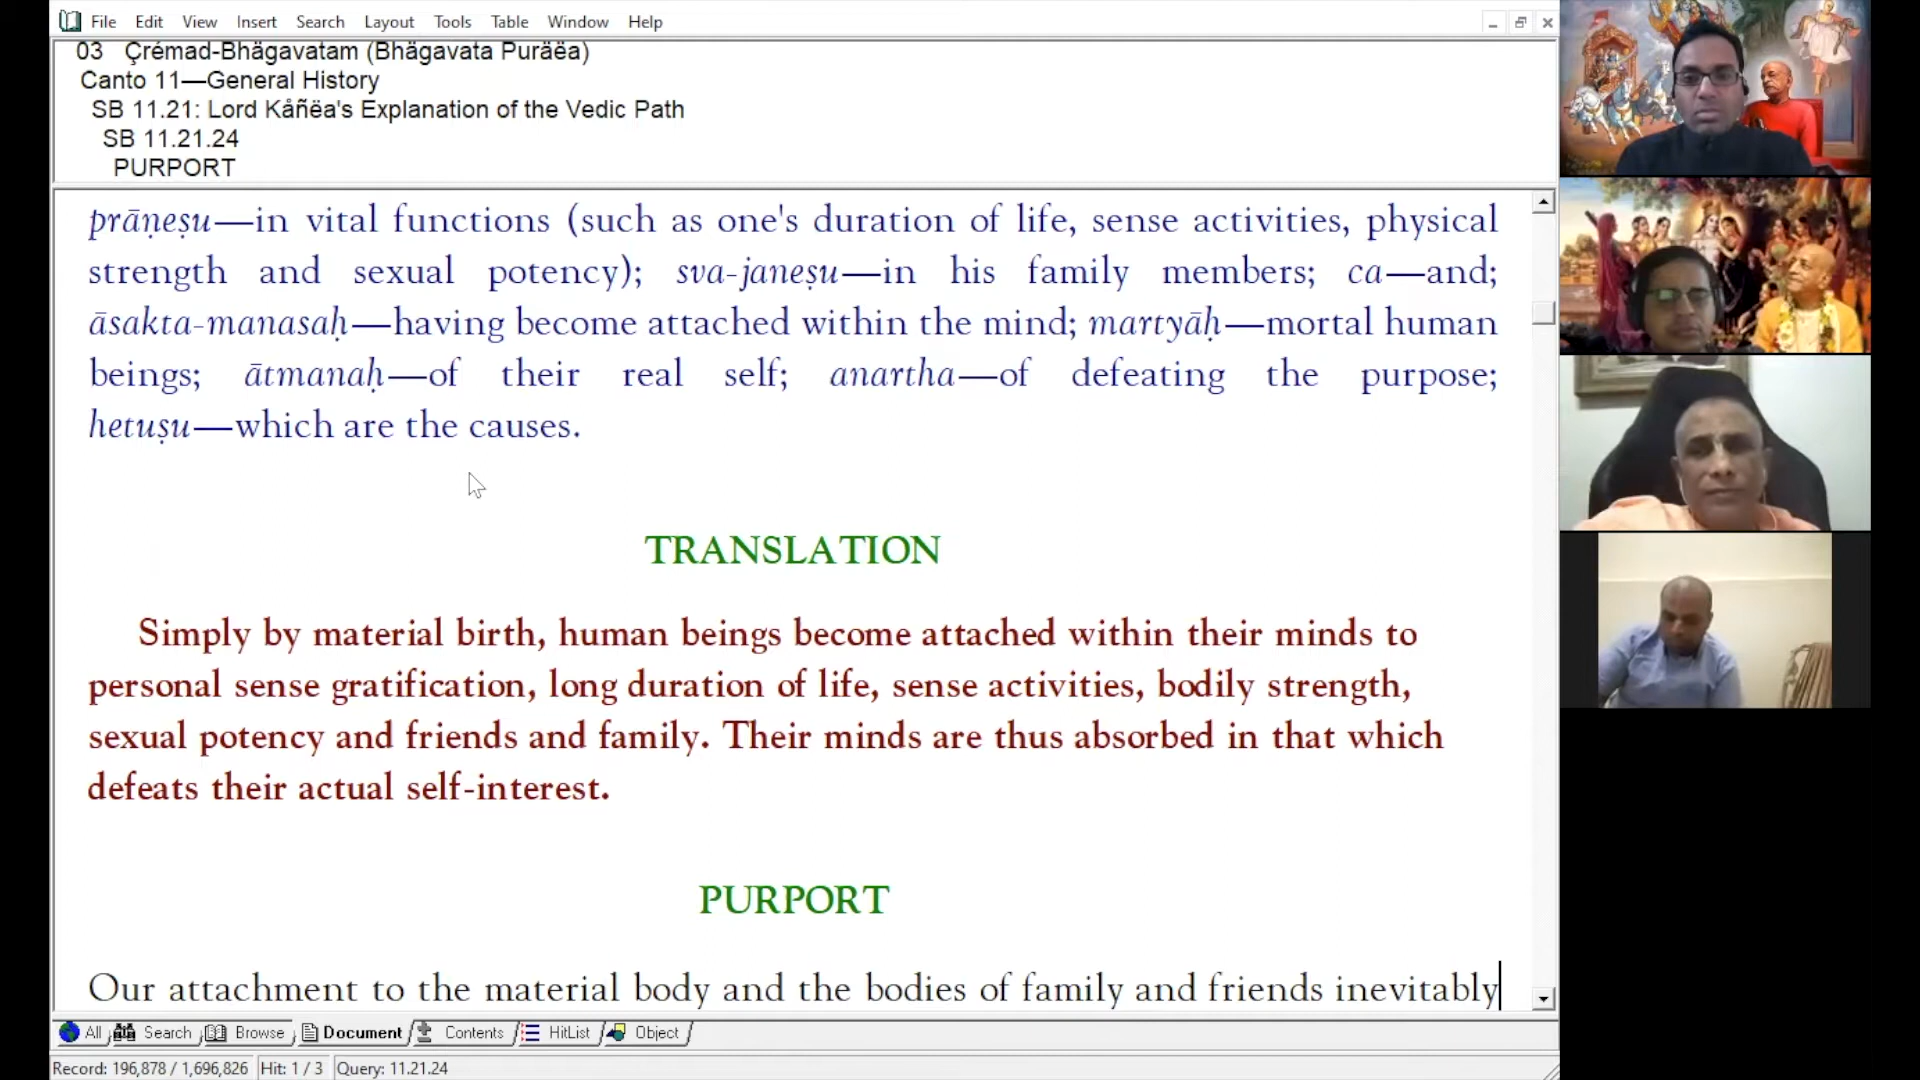 File Edit View Insert Search Layout Tools Table Window Help
03 Çrémad-Bhägavatam (Bhägavata Puräëa)
Canto 11—General History
SB 11.21: Lord Kåñëa's Explanation of the Vedic Path
SB 11.21.24
PURPORT
prāṇeṣu—in vital functions (such as one's duration of life, sense activities, physical
strength and sexual potency); sva-janeṣu—in his family members; ca—and;
āsakta-manasaḥ—having become attached within the mind; martyāḥ—mortal human
beings; ātmanaḥ—of their real self; anartha—of defeating the purpose;
hetuṣu—which are the causes.
TRANSLATION
Simply by material birth, human beings become attached within their minds to
personal sense gratification, long duration of life, sense activities, bodily strength,
sexual potency and friends and family. Their minds are thus absorbed in that which
defeats their actual self-interest.
PURPORT
Our attachment to the material body and the bodies of family and friends inevitably
All Search Browse Document Contents HitList Object
Record: 196,878 / 1,696,826 Hit: 1 / 3 Query: 11.21.24